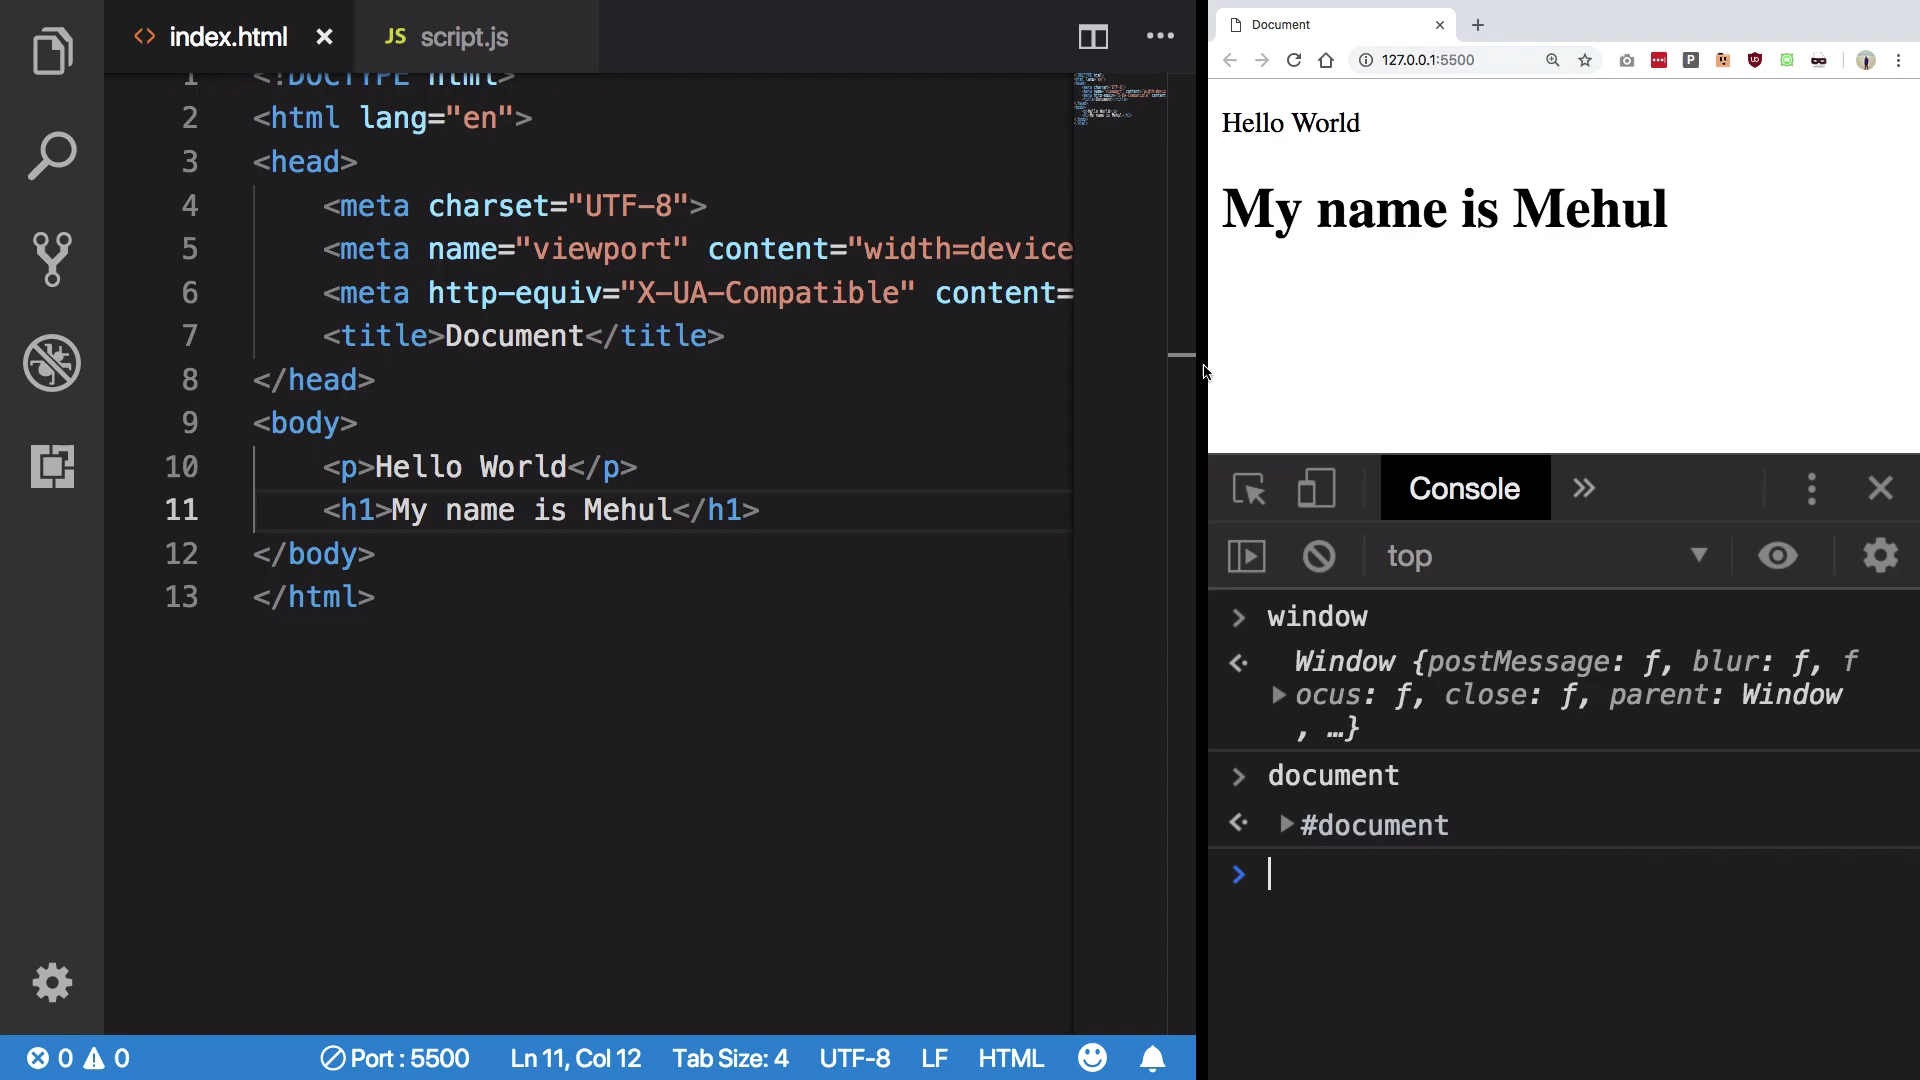 index.html
JS script.js
1 <!DOCTYPE html>
2 <html lang="en">
3 <head>
4 <meta charset="UTF-8">
5 <meta name="viewport" content="width=device
6 <meta http-equiv="X-UA-Compatible" content=
7 <title>Document</title>
8 </head>
9 <body>
10 <p>Hello World</p>
11 <h1>My name is Mehul</h1>
12 </body>
13 </html>
0 0 Port : 5500 Ln 11, Col 12 Tab Size: 4 UTF-8 LF HTML
Document
127.0.0.1:5500
Hello World
My name is Mehul
Console
top
> window
Window {postMessage: ƒ, blur: ƒ, f
ocus: ƒ, close: ƒ, parent: Window
, …}
> document
#document
>